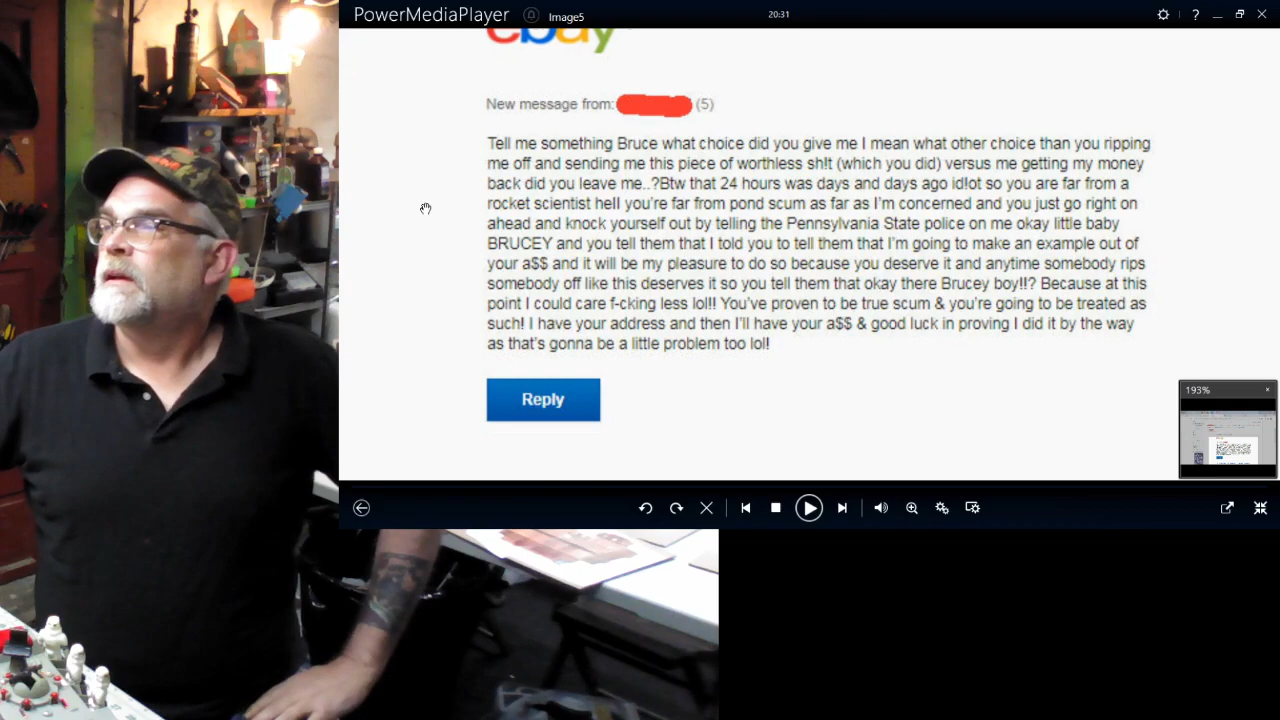 PowerMediaPlayer
Image5
20:31
ebay
New message from: (5)
Tell me something Bruce what choice did you give me I mean what other choice than you ripping
me off and sending me this piece of worthless sh!t (which you did) versus me getting my money
back did you leave me..?Btw that 24 hours was days and days ago id!ot so you are far from a
rocket scientist hell you're far from pond scum as far as I'm concerned and you just go right on
ahead and knock yourself out by telling the Pennsylvania State police on me okay little baby
BRUCEY and you tell them that I told you to tell them that I'm going to make an example out of
your a$$ and it will be my pleasure to do so because you deserve it and anytime somebody rips
somebody off like this deserves it so you tell them that okay there Brucey boy!!? Because at this
point I could care f-cking less lol!! You've proven to be true scum & you're going to be treated as
such! I have your address and then I'll have your a$$ & good luck in proving I did it by the way
as that's gonna be a little problem too lol!
Reply
193%